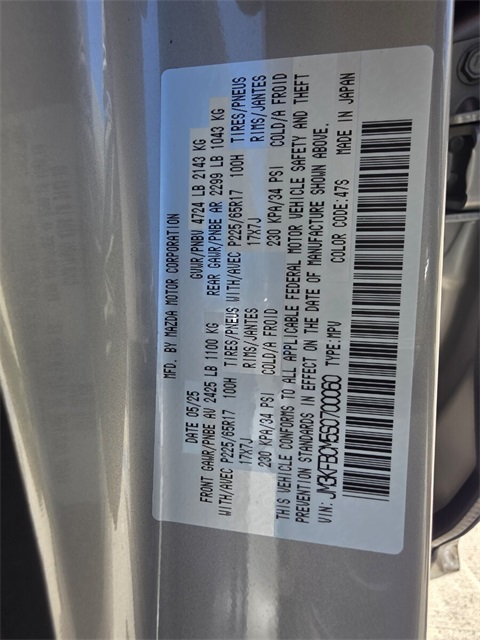 MFD. BY MAZDA MOTOR CORPORATION
DATE 05/25 GVWR/PNBV 4724 LB 2143 KG
FRONT GAWR/PNBE AV 2425 LB 1100 KG REAR GAWR/PNBE AR 2299 LB 1043 KG
WITH/AVEC P225/65R17 100H TIRES/PNEUS WITH/AVEC P225/65R17 100H TIRES/PNEUS
17X7J RIMS/JANTES 17X7J RIMS/JANTES
230 KPA/34 PSI COLD/A FROID 230 KPA/34 PSI COLD/A FROID
THIS VEHICLE CONFORMS TO ALL APPLICABLE FEDERAL MOTOR VEHICLE SAFETY AND THEFT
PREVENTION STANDARDS IN EFFECT ON THE DATE OF MANUFACTURE SHOWN ABOVE.
VIN: JM3KFBCM5S0700060 TYPE:MPV COLOR CODE:47S MADE IN JAPAN